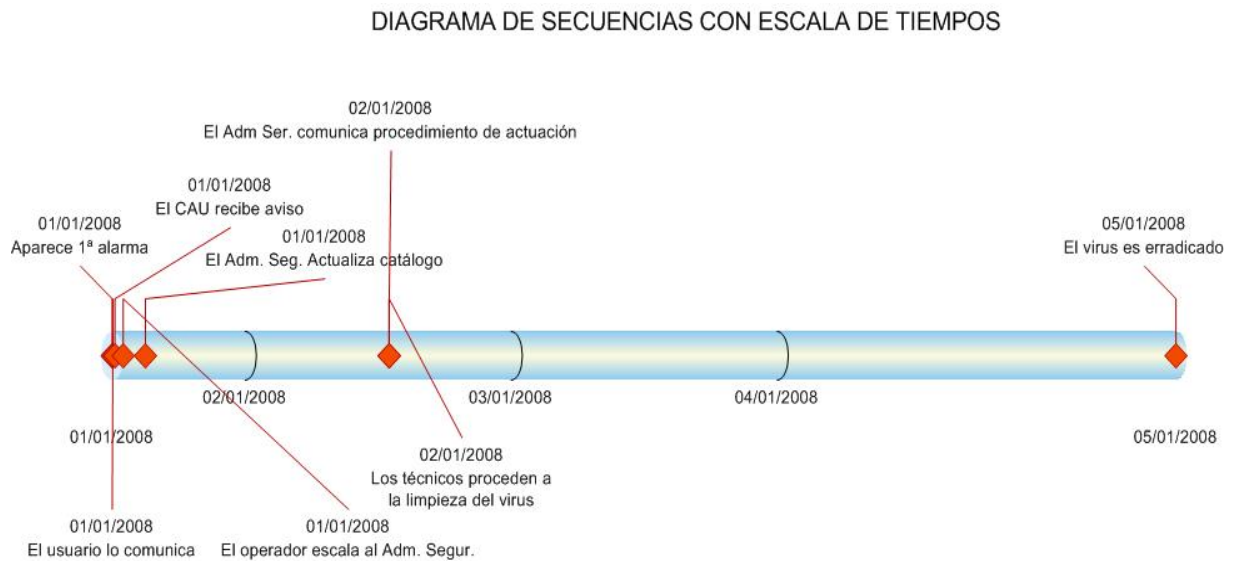 DIAGRAMA DE SECUENCIAS CON ESCALA DE TIEMPOS
02/01/2008
El Adm Ser. comunica procedimiento de actuación
01/01/2008
El CAU recibe aviso
01/01/2008
Aparece 1ª alarma
01/01/2008
El Adm. Seg. Actualiza catálogo
05/01/2008
El virus es erradicado
02/01/2008
03/01/2008
04/01/2008
01/01/2008
05/01/2008
02/01/2008
Los técnicos proceden a
la limpieza del virus
01/01/2008
El usuario lo comunica
01/01/2008
El operador escala al Adm. Segur.